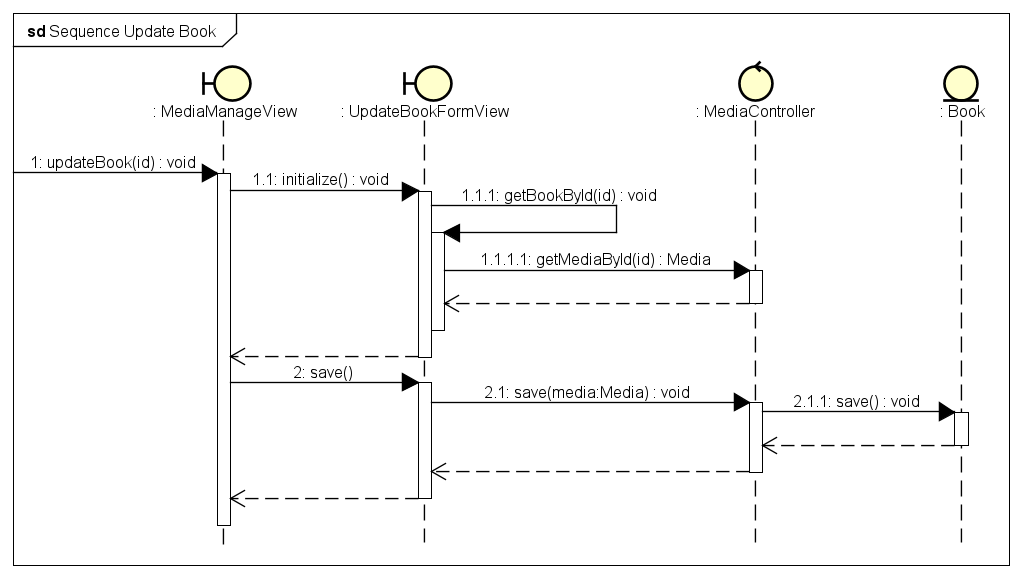 sd Sequence Update Book
: MediaManageView
: UpdateBookFormView
: MediaController
: Book
1: updateBook(id) : void
1.1: initialize() : void
1.1.1: getBookById(id) : void
1.1.1.1: getMediaById(id) : Media
2: save()
2.1: save(media:Media) : void
2.1.1: save() : void